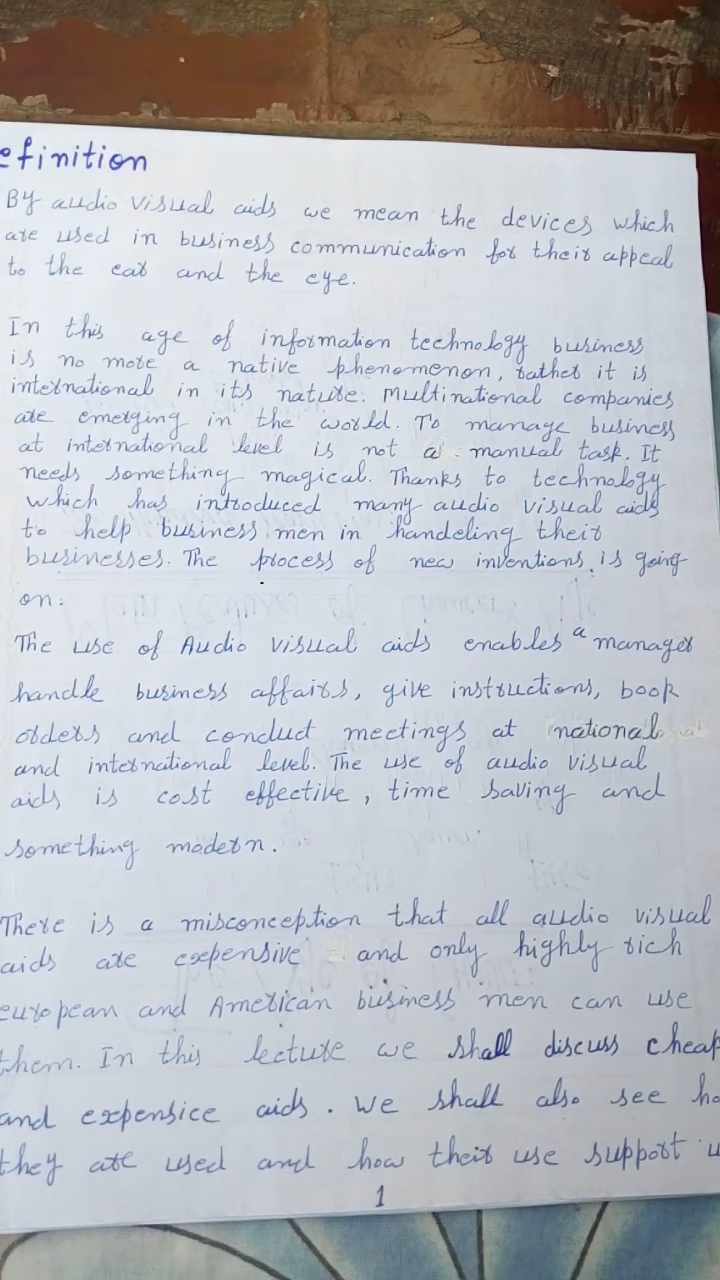 efinition
By audio visual aids we mean the devices which
are used in business communication for their appeal
to the ear and the eye.
In this age of information technology business
is no more a native phenomenon, rather it is
international in its nature. Multinational companies
are emerging in the world. To manage business
at international level is not a manual task. It
needs something magical. Thanks to technology
which has introduced many audio visual aids
to help business men in handeling their
businesses. The process of new inventions is going
on.
The use of Audio visual aids enables a manager
handle business affairs, give instructions, book
orders and conduct meetings at national
and international level. The use of audio visual
aids is cost effective, time saving and
something modern.
There is a misconception that all audio visual
aids are expensive and only highly rich
european and American business men can use
them. In this lecture we shall discuss cheap
and expensice aids. We shall also see ho
they are used and how their use support u
1